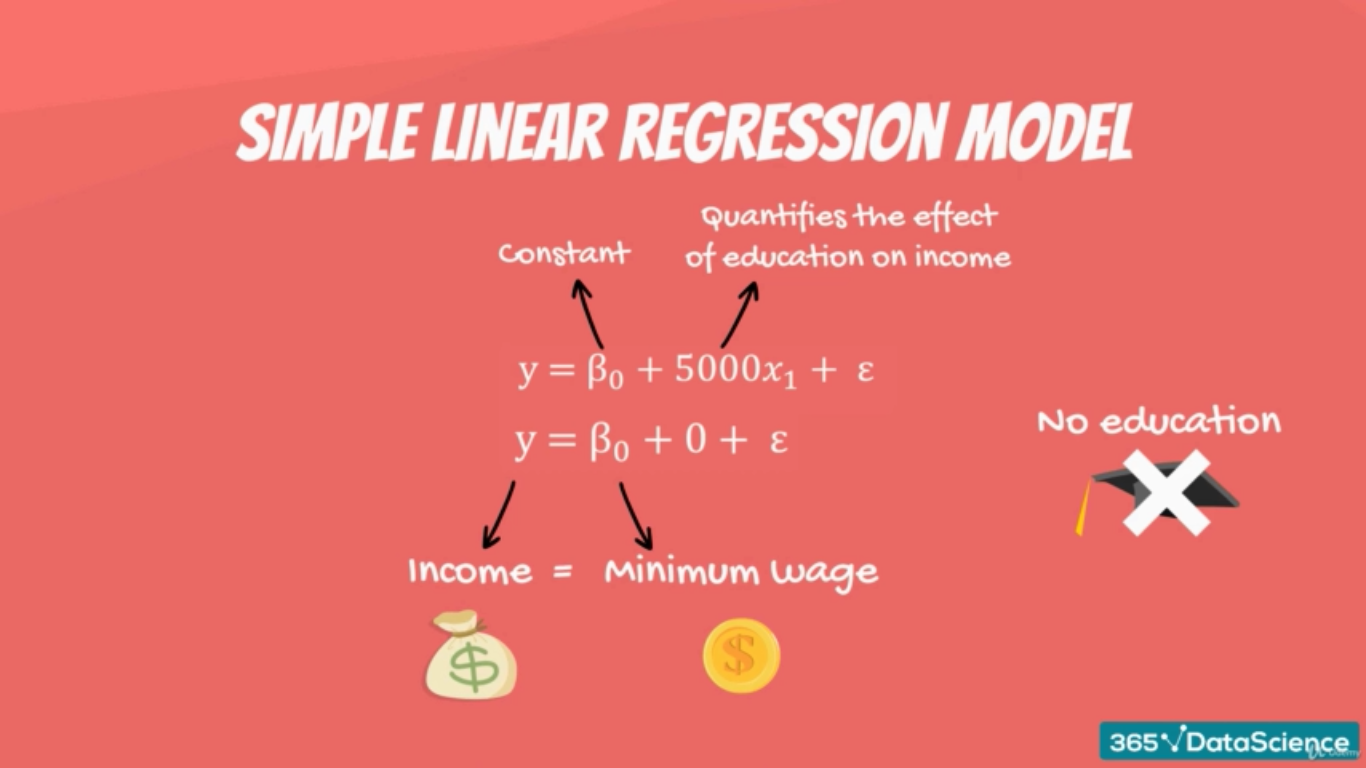 SIMPLE LINEAR REGRESSION MODEL
Quantifies the effect
of education on income
Constant
y = β₀ + 5000x₁ + ε
y = β₀ + 0 + ε
No education
Income = Minimum wage
$
$
365 DataScience
Udemy